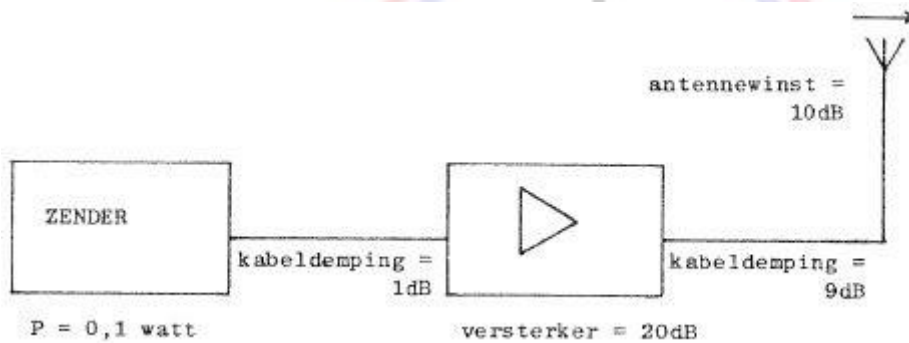 antennewinst =
10dB
ZENDER
kabeldemping =
1dB
kabeldemping =
9dB
P = 0,1 watt
versterker = 20dB